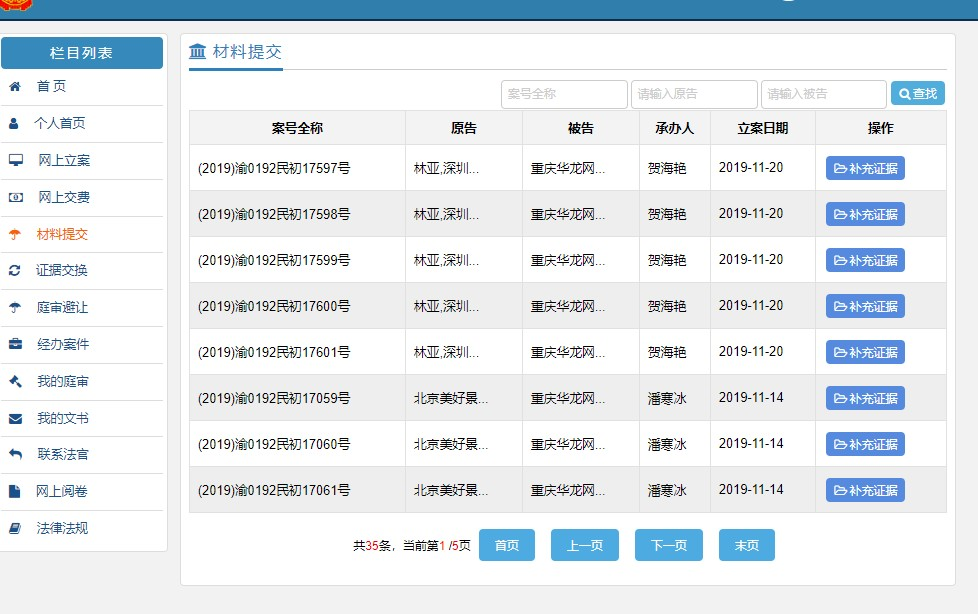 栏目列表
首页
个人首页
网上立案
网上交费
材料提交
证据交换
庭审避让
经办案件
我的庭审
我的文书
联系法官
网上阅卷
法律法规
材料提交
案号全称 请输入原告 请输入被告 查找
案号全称 原告 被告 承办人 立案日期 操作
(2019)渝0192民初17597号 林亚,深圳... 重庆华龙网... 贺海艳 2019-11-20 补充证据
(2019)渝0192民初17598号 林亚,深圳... 重庆华龙网... 贺海艳 2019-11-20 补充证据
(2019)渝0192民初17599号 林亚,深圳... 重庆华龙网... 贺海艳 2019-11-20 补充证据
(2019)渝0192民初17600号 林亚,深圳... 重庆华龙网... 贺海艳 2019-11-20 补充证据
(2019)渝0192民初17601号 林亚,深圳... 重庆华龙网... 贺海艳 2019-11-20 补充证据
(2019)渝0192民初17059号 北京美好景... 重庆华龙网... 潘寒冰 2019-11-14 补充证据
(2019)渝0192民初17060号 北京美好景... 重庆华龙网... 潘寒冰 2019-11-14 补充证据
(2019)渝0192民初17061号 北京美好景... 重庆华龙网... 潘寒冰 2019-11-14 补充证据
共35条，当前第1 /5页 首页 上一页 下一页 末页